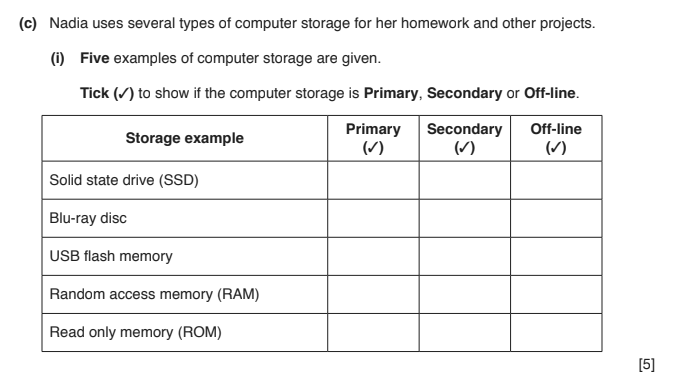 (c) Nadia uses several types of computer storage for her homework and other projects.
(i) Five examples of computer storage are given.
Tick (✓) to show if the computer storage is Primary, Secondary or Off-line.
Storage example Primary (✓) Secondary (✓) Off-line (✓)
Solid state drive (SSD)
Blu-ray disc
USB flash memory
Random access memory (RAM)
Read only memory (ROM)
[5]